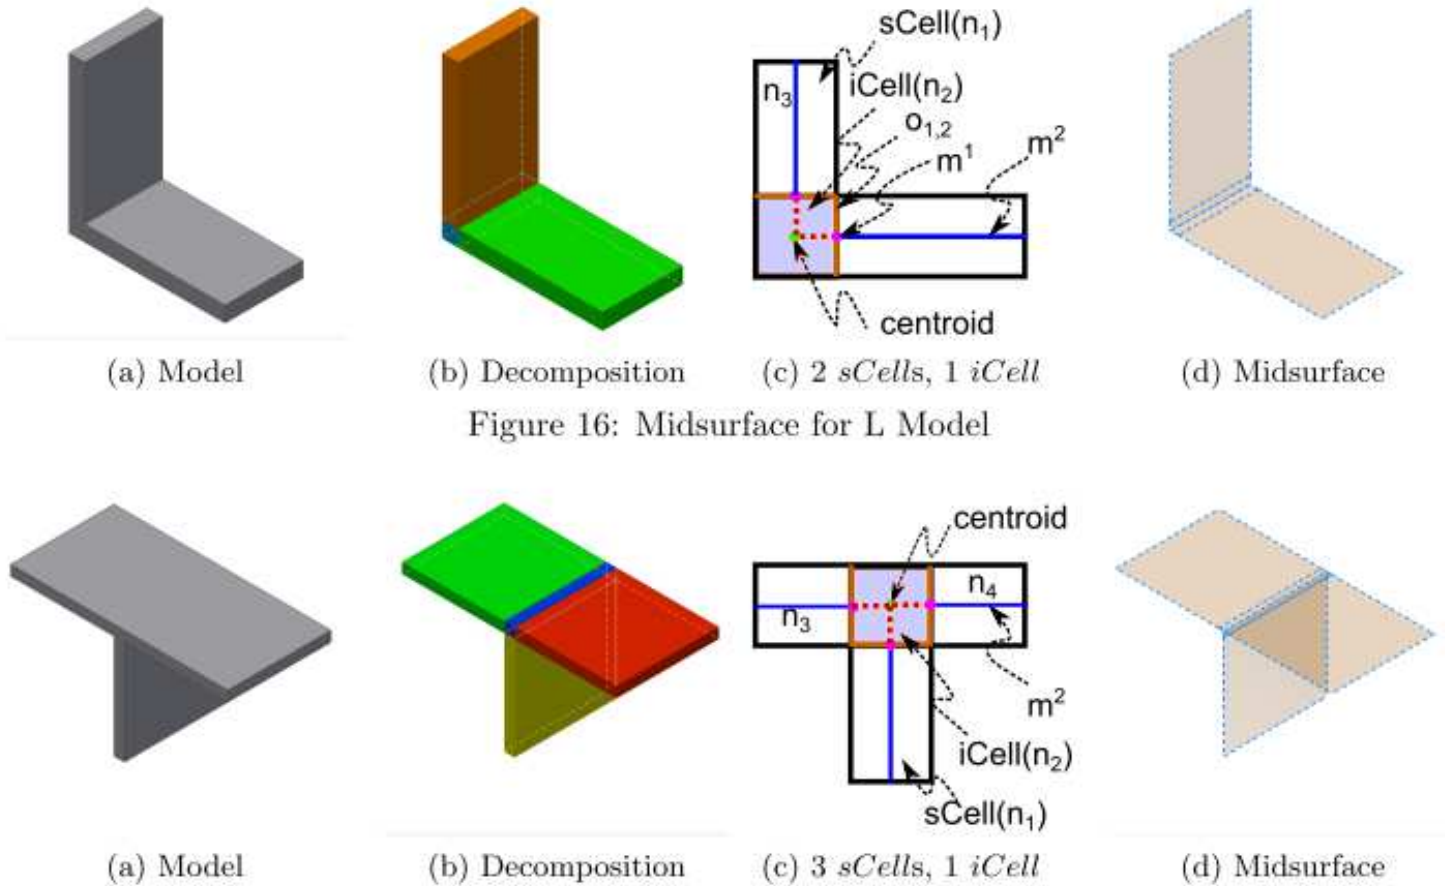 sCell(n1)
n3
iCell(n2)
o1,2
m1
m2
centroid
(a) Model
(b) Decomposition
(c) 2 sCells, 1 iCell
(d) Midsurface
Figure 16: Midsurface for L Model
centroid
n4
n3
m2
iCell(n2)
sCell(n1)
(a) Model
(b) Decomposition
(c) 3 sCells, 1 iCell
(d) Midsurface